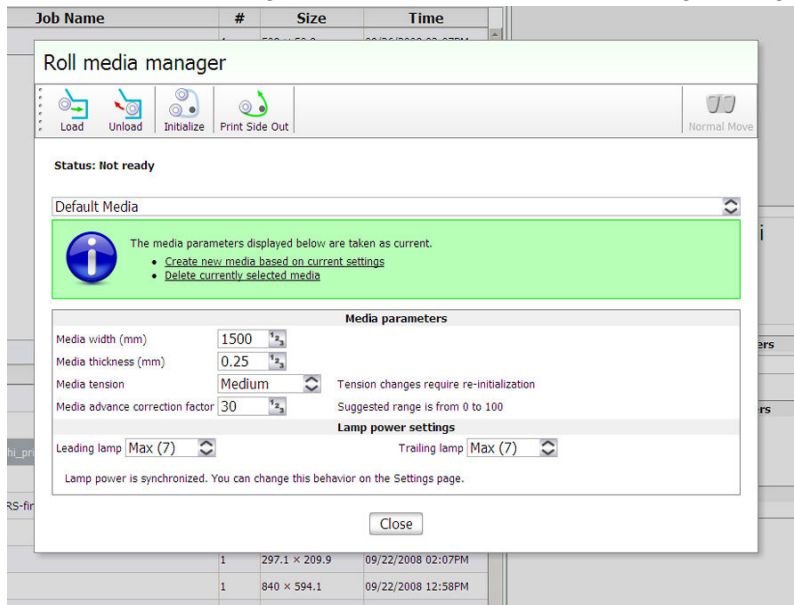 Job Name # Size Time
Roll media manager
Load Unload Initialize Print Side Out Normal Move
Status: Not ready
Default Media
The media parameters displayed below are taken as current.
• Create new media based on current settings
• Delete currently selected media
Media parameters
Media width (mm) 1500
Media thickness (mm) 0.25
Media tension Medium Tension changes require re-initialization
Media advance correction factor 30 Suggested range is from 0 to 100
Lamp power settings
Leading lamp Max (7) Trailing lamp Max (7)
Lamp power is synchronized. You can change this behavior on the Settings page.
Close
i
ers
rs
hi_pri
RS-fir
1 297.1 × 209.9 09/22/2008 02:07PM
1 840 × 594.1 09/22/2008 12:58PM